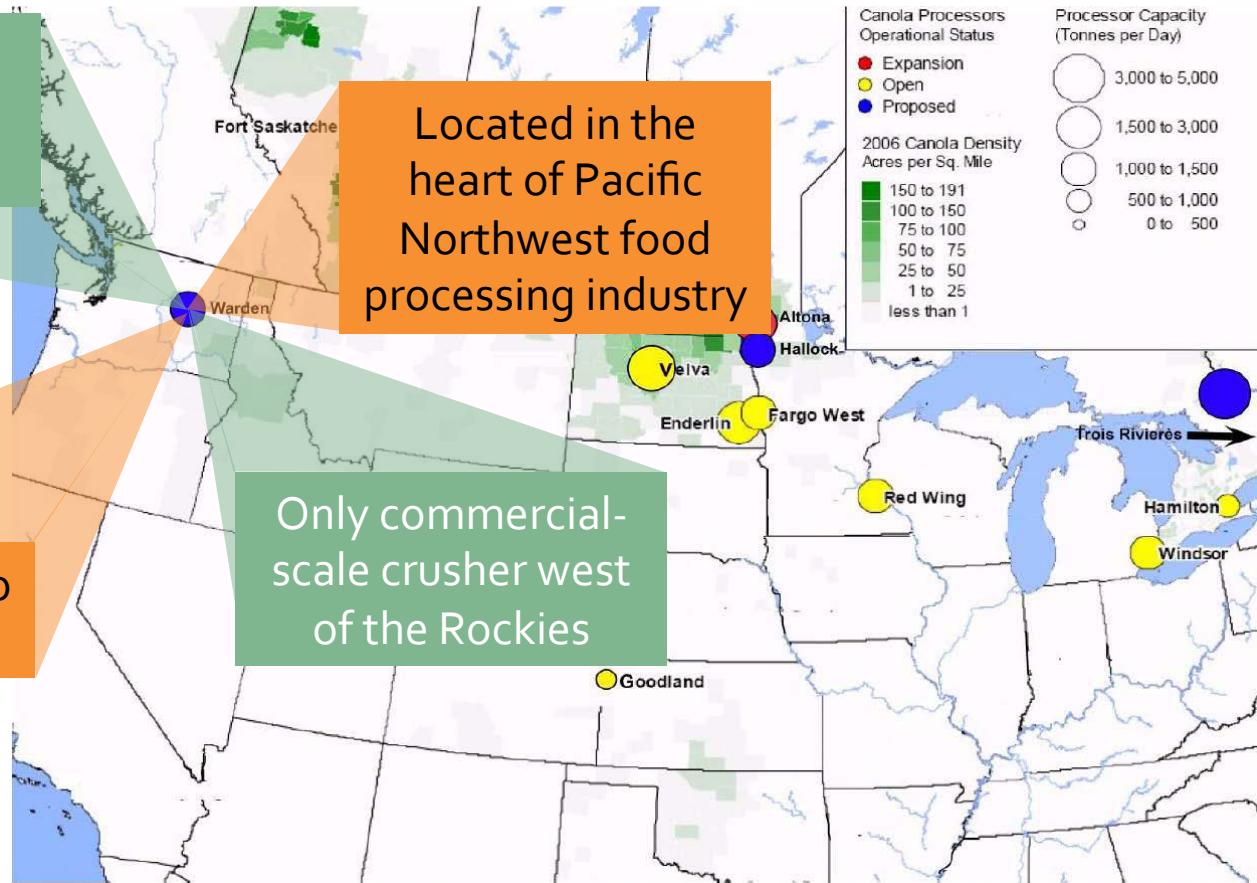 Canola Processors
Operational Status
Expansion
Open
Proposed
2006 Canola Density
Acres per Sq. Mile
150 to 191
100 to 150
75 to 100
50 to 75
25 to 50
1 to 25
less than 1
Processor Capacity
(Tonnes per Day)
3,000 to 5,000
1,500 to 3,000
1,000 to 1,500
500 to 1,000
0 to 500
Fort Saskatche
Located in the
heart of Pacific
Northwest food
processing industry
Warden
Altona
Hallock
Velva
Enderlin
Fargo West
Trois Rivieres
Red Wing
Hamilton
Windsor
Only commercial-
scale crusher west
of the Rockies
Goodland